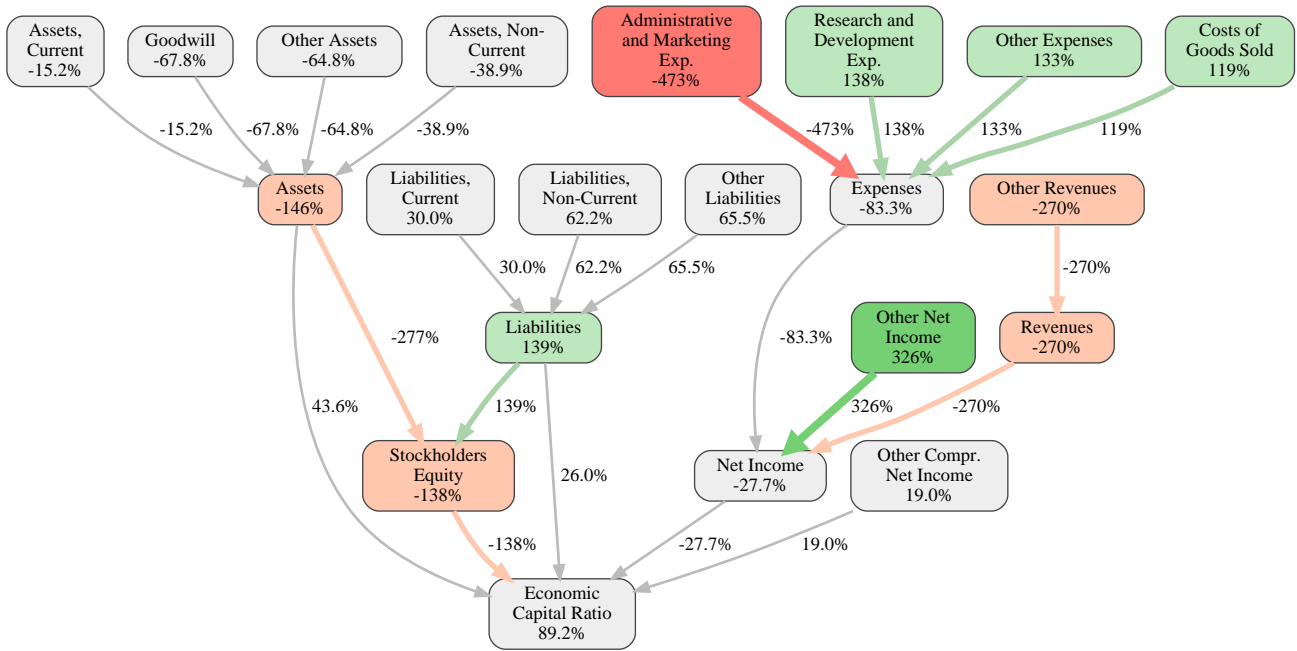 Assets,
Current
-15.2%
Goodwill
-67.8%
Other Assets
-64.8%
Assets, Non-
Current
-38.9%
Administrative
and Marketing
Exp.
-473%
Research and
Development
Exp.
138%
Other Expenses
133%
Costs of
Goods Sold
119%
-15.2%
-67.8%
-64.8%
-38.9%
-473%
138%
133%
119%
Assets
-146%
Liabilities,
Current
30.0%
Liabilities,
Non-Current
62.2%
Other
Liabilities
65.5%
Expenses
-83.3%
Other Revenues
-270%
30.0%
62.2%
65.5%
-270%
-277%
Liabilities
139%
-83.3%
Other Net
Income
326%
Revenues
-270%
43.6%
139%
326%
-270%
Stockholders
Equity
-138%
26.0%
Net Income
-27.7%
Other Compr.
Net Income
19.0%
-138%
-27.7%
19.0%
Economic
Capital Ratio
89.2%